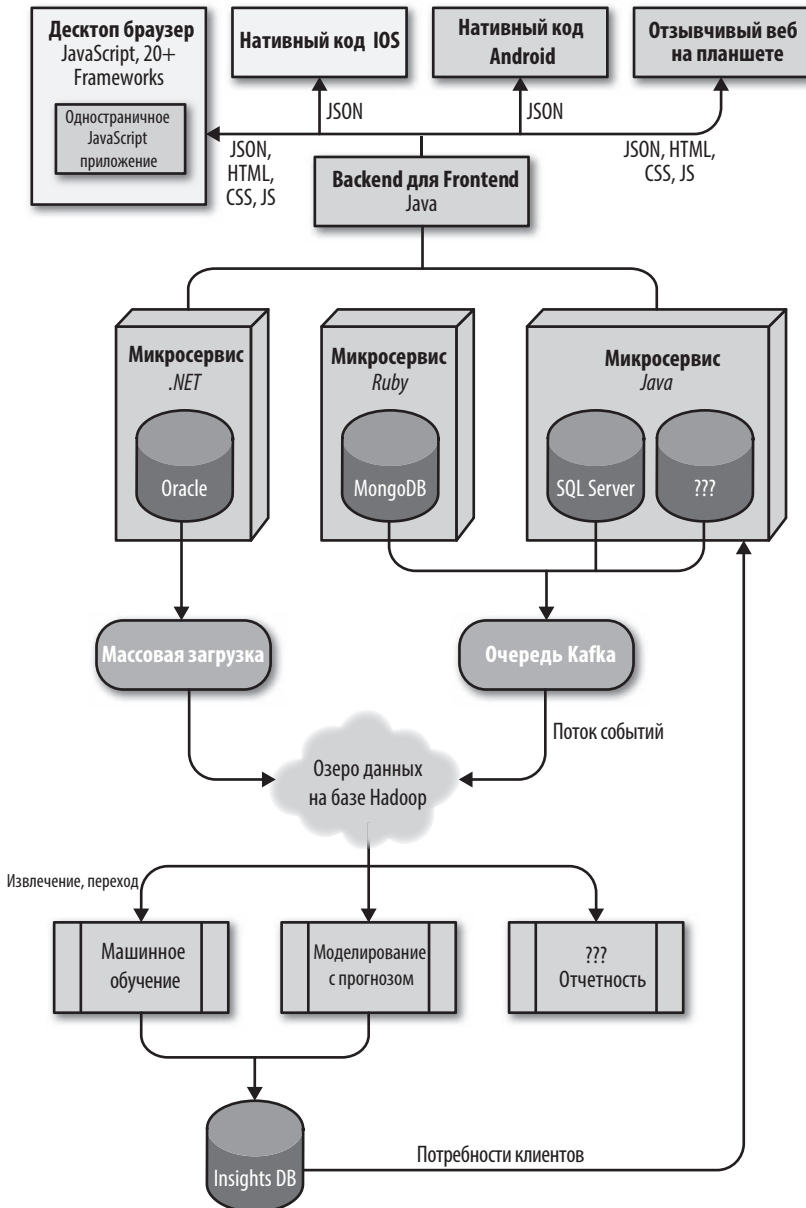 Десктоп браузер
JavaScript, 20+
Frameworks
Одностраничное
JavaScript
приложение
Нативный код IOS
Нативный код
Android
Отзывчивый веб
на планшете
JSON
JSON
JSON,
HTML,
CSS, JS
JSON, HTML,
CSS, JS
Backend для Frontend
Java
Микросервис
.NET
Oracle
Микросервис
Ruby
MongoDB
Микросервис
Java
SQL Server
???
Массовая загрузка
Очередь Kafka
Поток событий
Озеро данных
на базе Hadoop
Извлечение, переход
Машинное
обучение
Моделирование
с прогнозом
???
Отчетность
Insights DB
Потребности клиентов